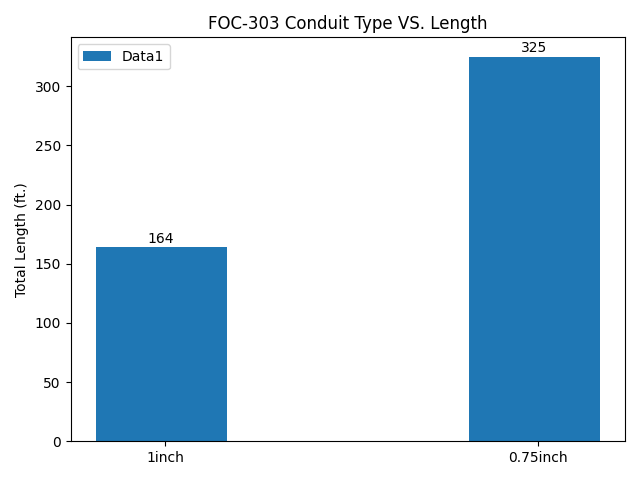 FOC-303 Conduit Type VS. Length
Data1
325
164
Total Length (ft.)
300
250
200
150
100
50
0
1inch
0.75inch